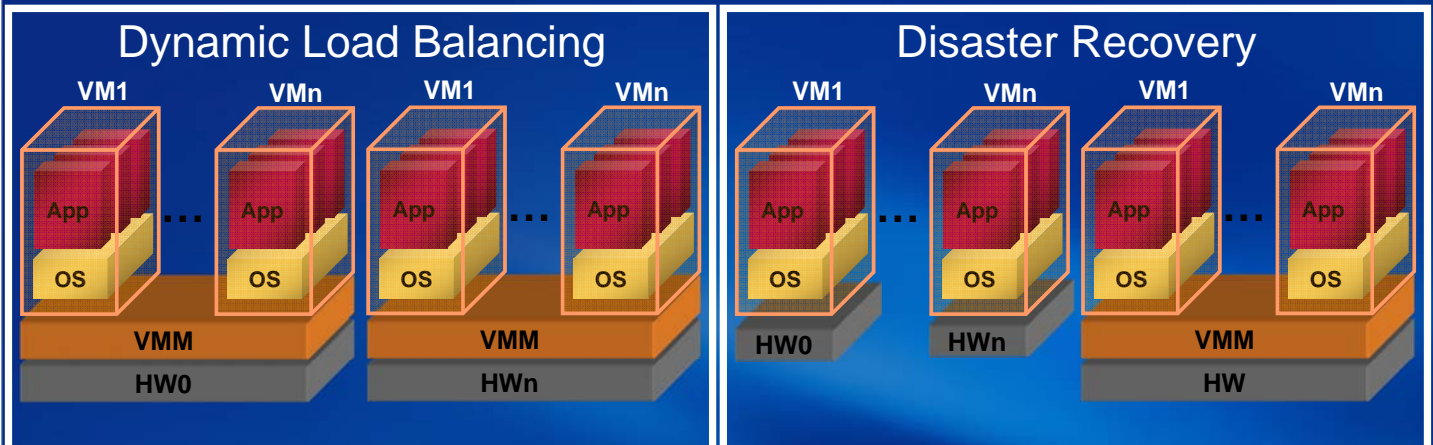 Dynamic Load Balancing
VM1
VMn
VM1
VMn
App
...
App
App
...
App
OS
OS
OS
OS
VMM
VMM
HW0
HWn
Disaster Recovery
VM1
VMn
VM1
VMn
App
...
App
App
...
App
OS
OS
OS
OS
HW0
HWn
VMM
HW